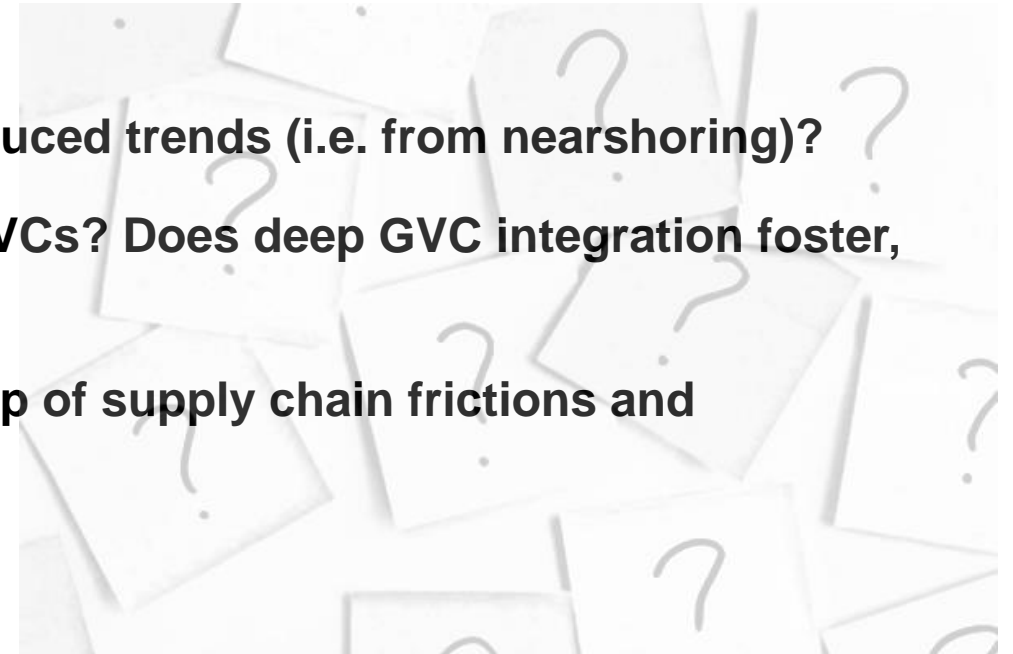 uced trends (i.e. from nearshoring)?
VCs? Does deep GVC integration foster,
p of supply chain frictions and